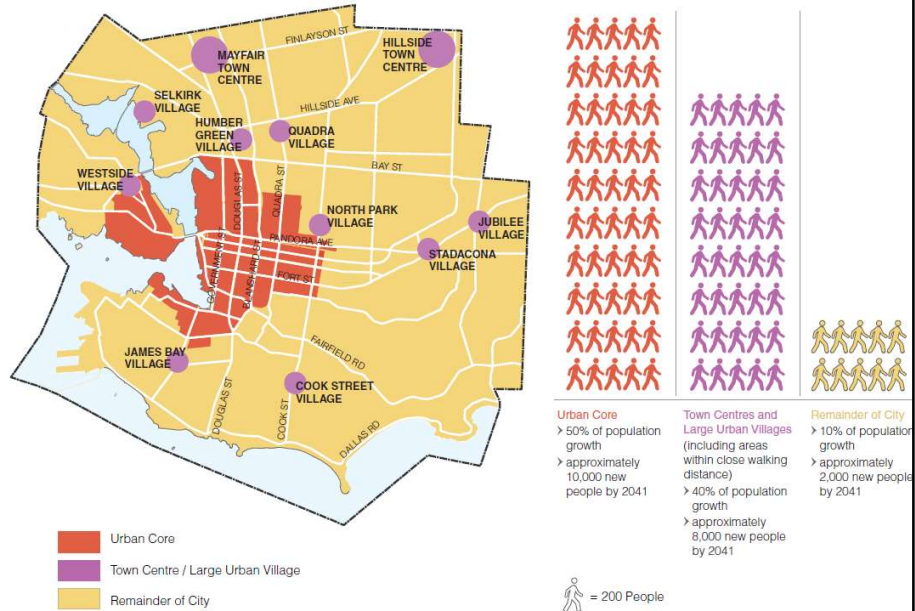 FINLAYSON ST
MAYFAIR
TOWN
CENTRE
HILLSIDE
TOWN
CENTRE
SELKIRK
VILLAGE
HILLSIDE AVE
HUMBER
GREEN
VILLAGE
QUADRA
VILLAGE
BAY ST
WESTSIDE
VILLAGE
DOUGLAS ST
QUADRA ST
NORTH PARK
VILLAGE
JUBILEE
VILLAGE
PANDORA AVE
STADACONA
VILLAGE
GOVERNMENT ST
BLANSHARD ST
FORT ST
JAMES BAY
VILLAGE
FAIRFIELD RD
COOK STREET
VILLAGE
DOUGLAS ST
COOK ST
DALLAS RD
Urban Core
Town Centre / Large Urban Village
Remainder of City
Urban Core
> 50% of population
growth
> approximately
10,000 new
people by 2041
Town Centres and
Large Urban Villages
(including areas
within close walking
distance)
> 40% of population
growth
> approximately
8,000 new people
by 2041
Remainder of City
> 10% of population
growth
> approximately
2,000 new people
by 2041
= 200 People